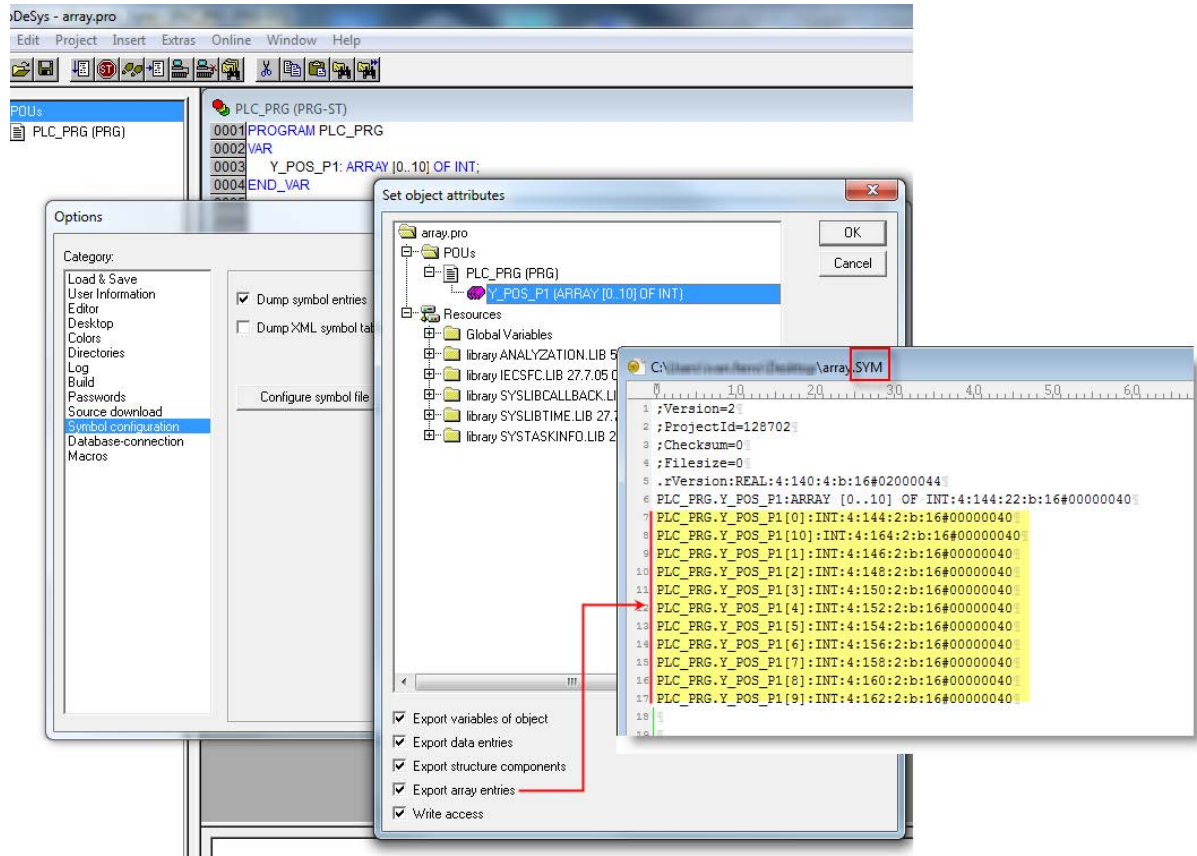 DeSys - array.pro
Edit Project Insert Extras Online Window Help
POUs
PLC_PRG (PRG)
PLC_PRG (PRG-ST)
0001 PROGRAM PLC_PRG
0002 VAR
0003 Y_POS_P1: ARRAY [0..10] OF INT;
0004 END_VAR
Options
Category:
Load & Save
User Information
Editor
Desktop
Colors
Directories
Log
Build
Passwords
Source download
Symbol configuration
Database-connection
Macros
Dump symbol entries
Dump XML symbol tab
Configure symbol file
Set object attributes
OK
Cancel
array.pro
POUs
PLC_PRG (PRG)
Y_POS_P1 (ARRAY [0..10] OF INT)
Resources
Global Variables
library ANALYZATION.LIB 5
library IECSFC.LIB 27.7.05 0
library SYSLIBCALLBACK.LI
library SYSLIBTIME.LIB 27.
library SYSTASKINFO.LIB 2
Export variables of object
Export data entries
Export structure components
Export array entries
Write access
C:\ \array.SYM
0 10 20 30 40 50 60
1 ;Version=2
2 ;ProjectId=128702
3 ;Checksum=0
4 ;Filesize=0
5 .rVersion:REAL:4:140:4:b:16#02000044
6 PLC_PRG.Y_POS_P1:ARRAY [0..10] OF INT:4:144:22:b:16#00000040
7 PLC_PRG.Y_POS_P1[0]:INT:4:144:2:b:16#00000040
8 PLC_PRG.Y_POS_P1[10]:INT:4:164:2:b:16#00000040
9 PLC_PRG.Y_POS_P1[1]:INT:4:146:2:b:16#00000040
10 PLC_PRG.Y_POS_P1[2]:INT:4:148:2:b:16#00000040
11 PLC_PRG.Y_POS_P1[3]:INT:4:150:2:b:16#00000040
12 PLC_PRG.Y_POS_P1[4]:INT:4:152:2:b:16#00000040
13 PLC_PRG.Y_POS_P1[5]:INT:4:154:2:b:16#00000040
14 PLC_PRG.Y_POS_P1[6]:INT:4:156:2:b:16#00000040
15 PLC_PRG.Y_POS_P1[7]:INT:4:158:2:b:16#00000040
16 PLC_PRG.Y_POS_P1[8]:INT:4:160:2:b:16#00000040
17 PLC_PRG.Y_POS_P1[9]:INT:4:162:2:b:16#00000040
18
19